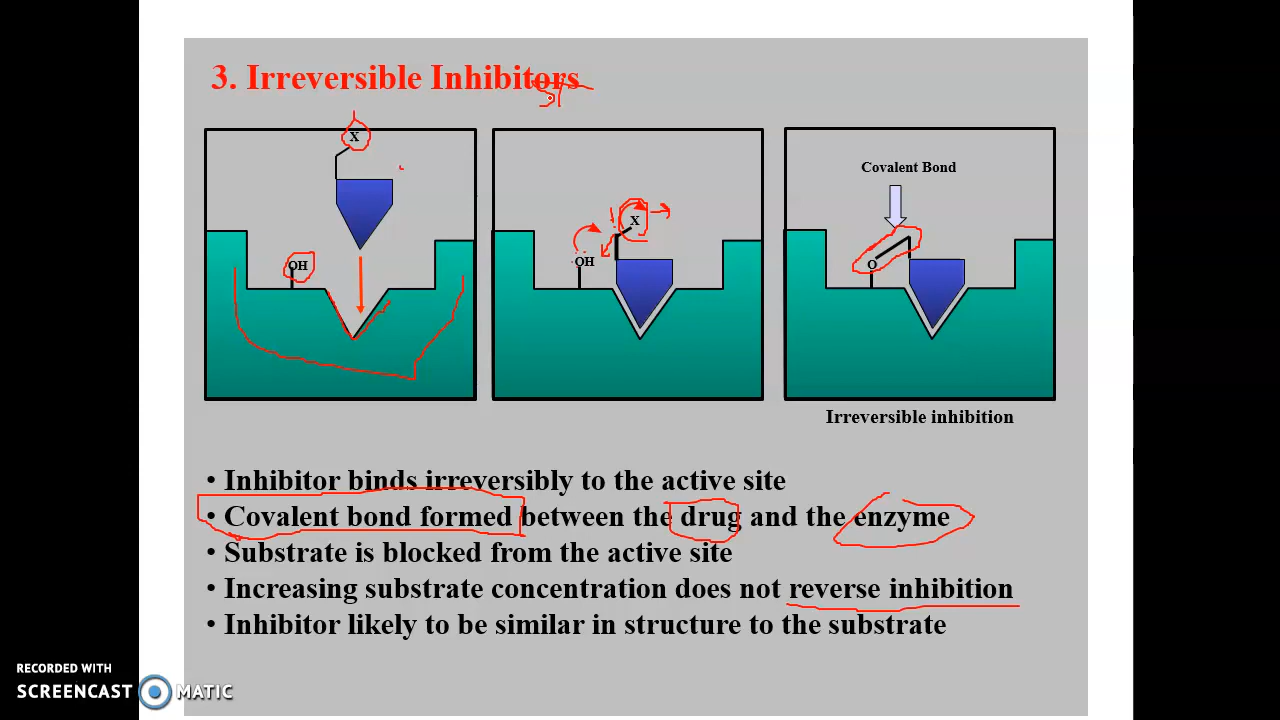 3. Irreversible Inhibitors
X
OH
X
OH
Covalent Bond
O
Irreversible inhibition
• Inhibitor binds irreversibly to the active site
• Covalent bond formed between the drug and the enzyme
• Substrate is blocked from the active site
• Increasing substrate concentration does not reverse inhibition
• Inhibitor likely to be similar in structure to the substrate
RECORDED WITH
SCREENCAST MATIC